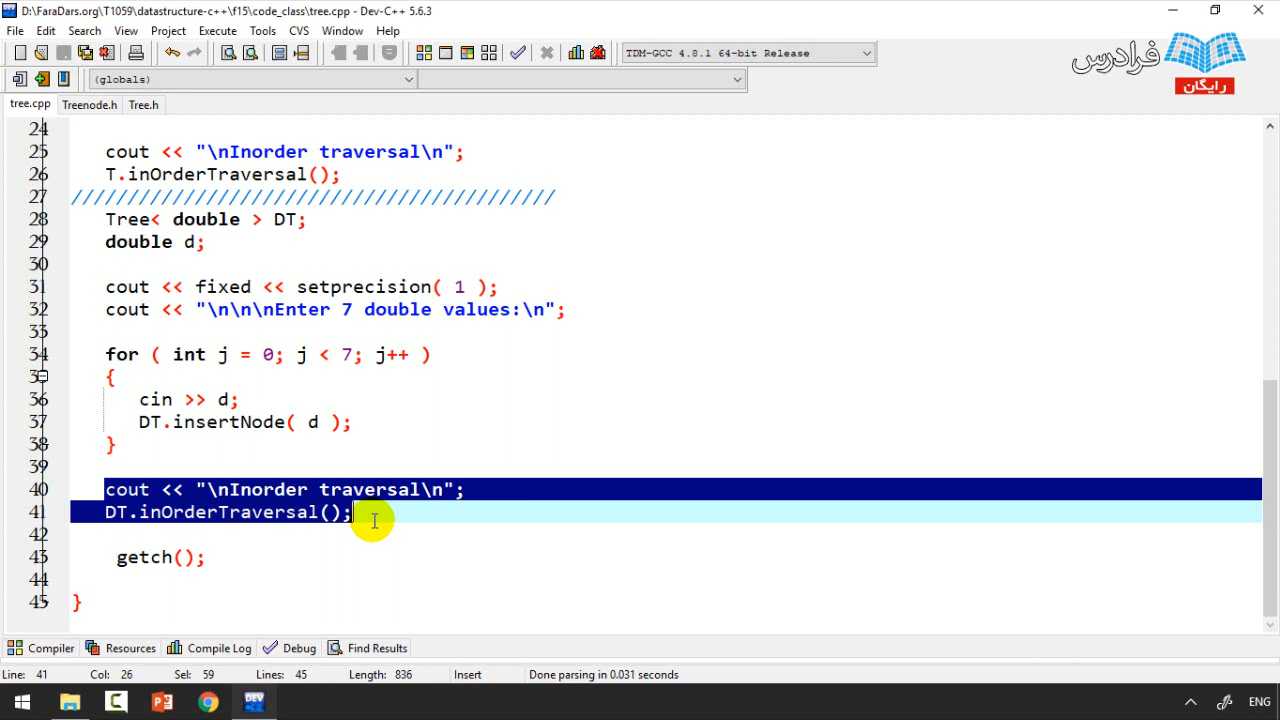 D:\FaraDars.org\T1059\datastructure-c++\f15\code_class\tree.cpp - Dev-C++ 5.6.3
File Edit Search View Project Execute Tools CVS Window Help
TDM-GCC 4.8.1 64-bit Release
(globals)
فرادرس
رایگان
tree.cpp Treenode.h Tree.h
24
25 cout << "\nInorder traversal\n";
26 T.inOrderTraversal();
27 ///////////////////////////////////////////
28 Tree< double > DT;
29 double d;
30
31 cout << fixed << setprecision( 1 );
32 cout << "\n\n\nEnter 7 double values:\n";
33
34 for ( int j = 0; j < 7; j++ )
35 {
36 cin >> d;
37 DT.insertNode( d );
38 }
39
40 cout << "\nInorder traversal\n";
41 DT.inOrderTraversal();
42
43 getch();
44
45 }
Compiler Resources Compile Log Debug Find Results
Line: 41 Col: 26 Sel: 59 Lines: 45 Length: 836 Insert Done parsing in 0.031 seconds
DEV ENG